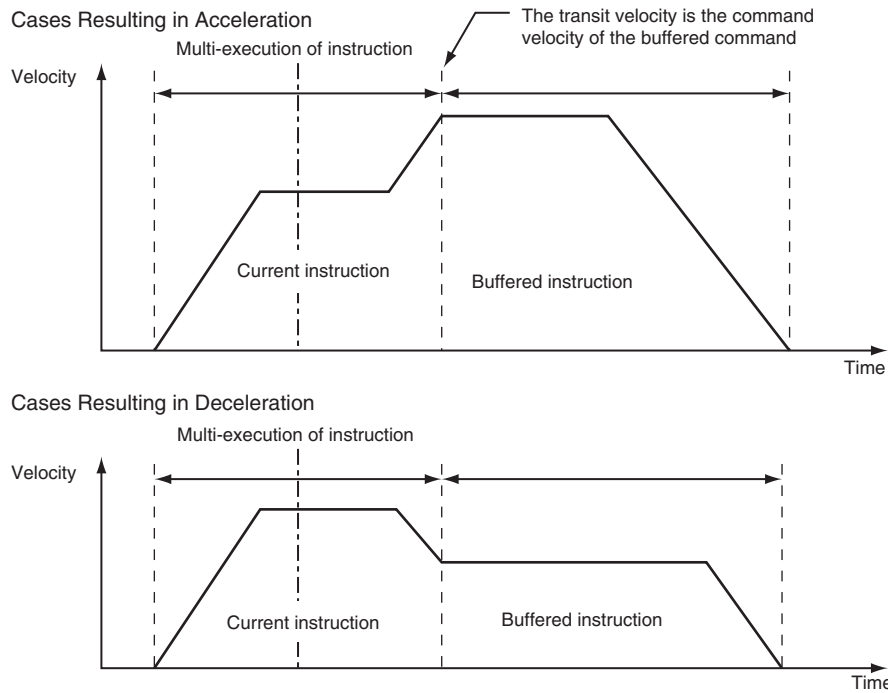 Cases Resulting in Acceleration
The transit velocity is the command
velocity of the buffered command
Multi-execution of instruction
Velocity
Current instruction
Buffered instruction
Time
Cases Resulting in Deceleration
Multi-execution of instruction
Velocity
Current instruction
Buffered instruction
Time